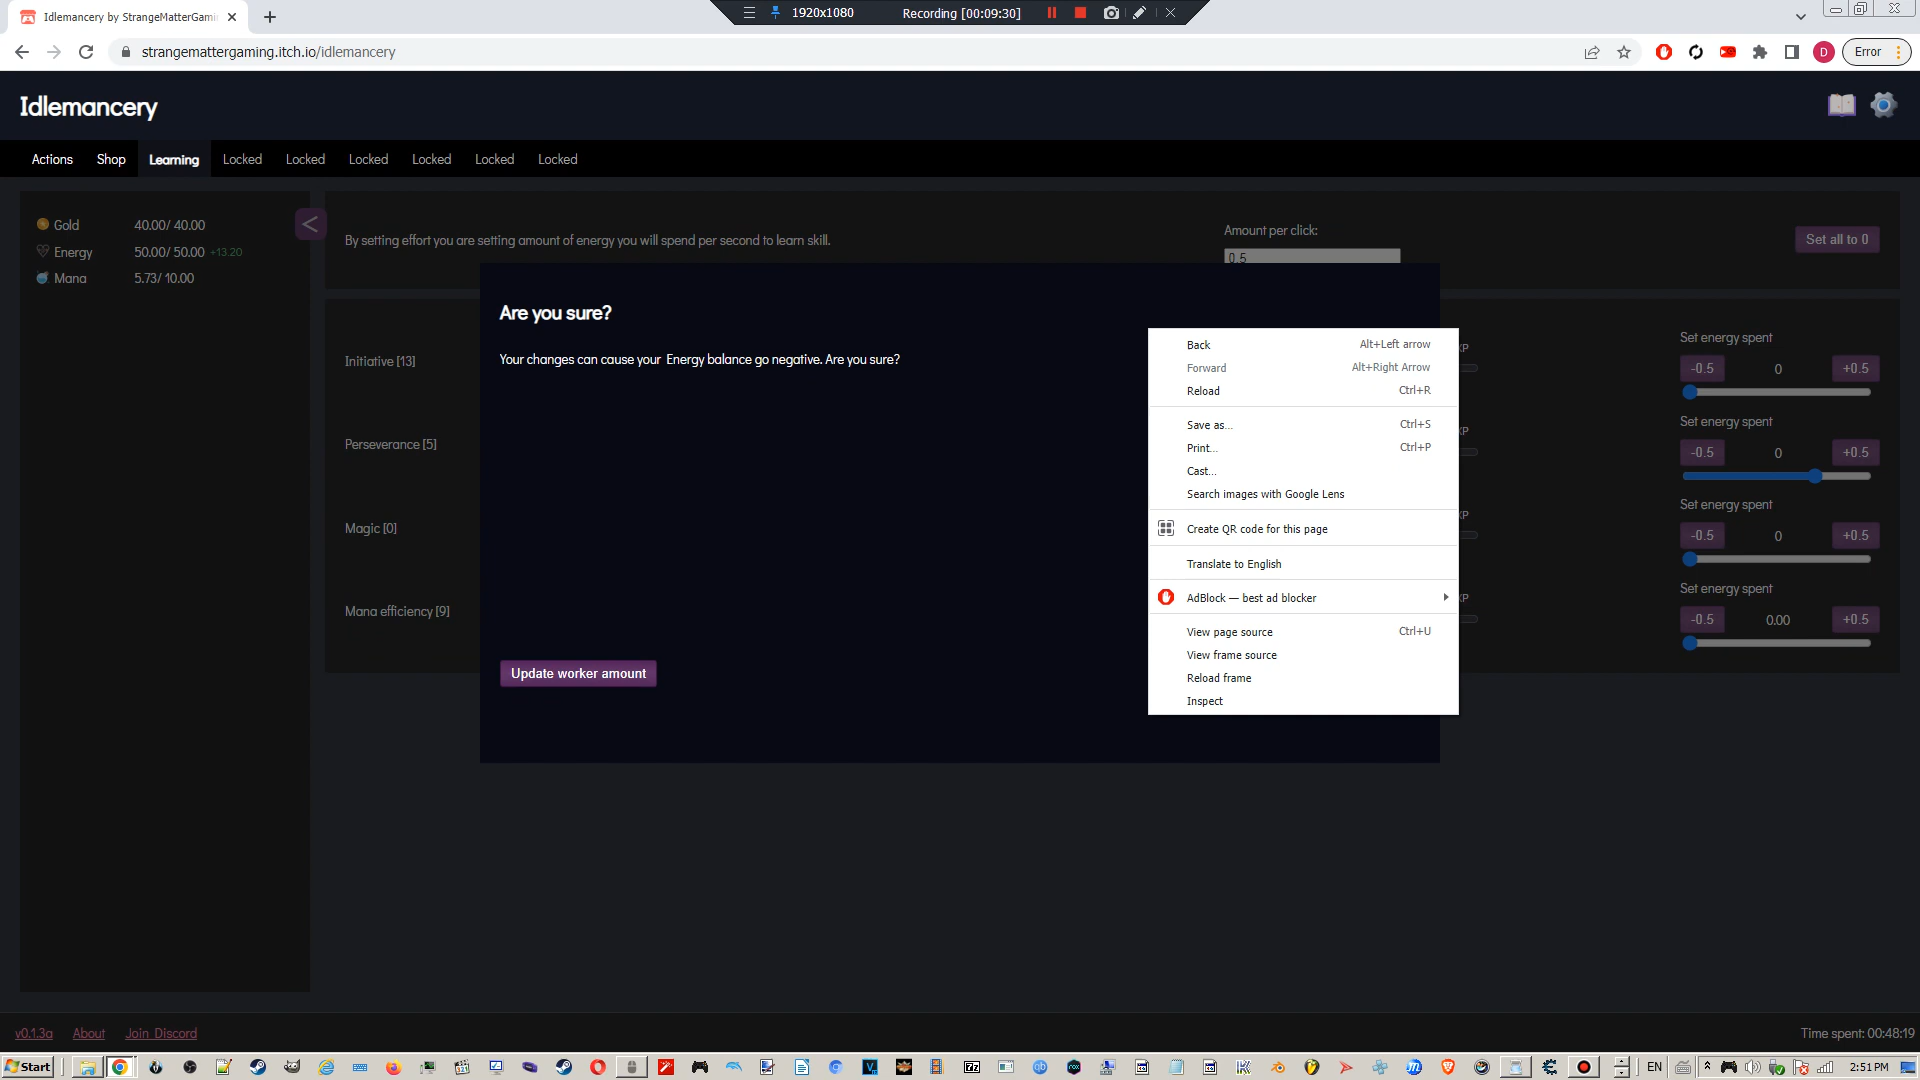 Idlemancery by StrangeMatterGami
1920x1080
Recording [00:09:30]
strangemattergaming.itch.io/idlemancery
D
Error
Idlemancery
Actions
Shop
Learning
Locked
Locked
Locked
Locked
Locked
Locked
Gold 40.00/ 40.00
Energy 50.00/ 50.00 +13.20
Mana 5.73/ 10.00
<
By setting effort you are setting amount of energy you will spend per second to learn skill.
Amount per click:
0.5
Set all to 0
Are you sure?
Your changes can cause your Energy balance go negative. Are you sure?
Update worker amount
Initiative [13]
Perseverance [5]
Magic [0]
Mana efficiency [9]
Back Alt+Left arrow
Forward Alt+Right Arrow
Reload Ctrl+R
Save as... Ctrl+S
Print... Ctrl+P
Cast...
Search images with Google Lens
Create QR code for this page
Translate to English
AdBlock — best ad blocker
View page source Ctrl+U
View frame source
Reload frame
Inspect
XP
XP
XP
XP
Set energy spent
-0.5 0 +0.5
Set energy spent
-0.5 0 +0.5
Set energy spent
-0.5 0 +0.5
Set energy spent
-0.5 0.00 +0.5
v0.1.3a
About
Join Discord
Time spent: 00:48:19
Start
EN
2:51 PM